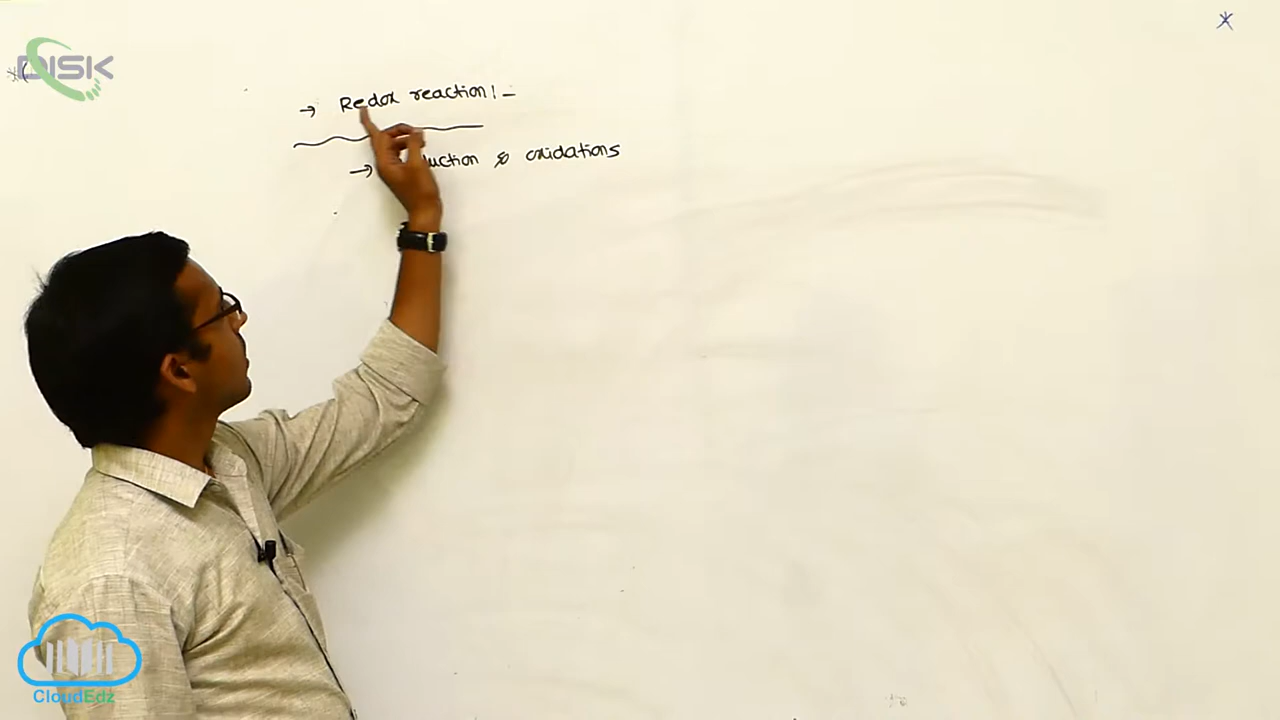 DISK
→ Redox reaction! –
→ uction & oxidations
CloudEdz